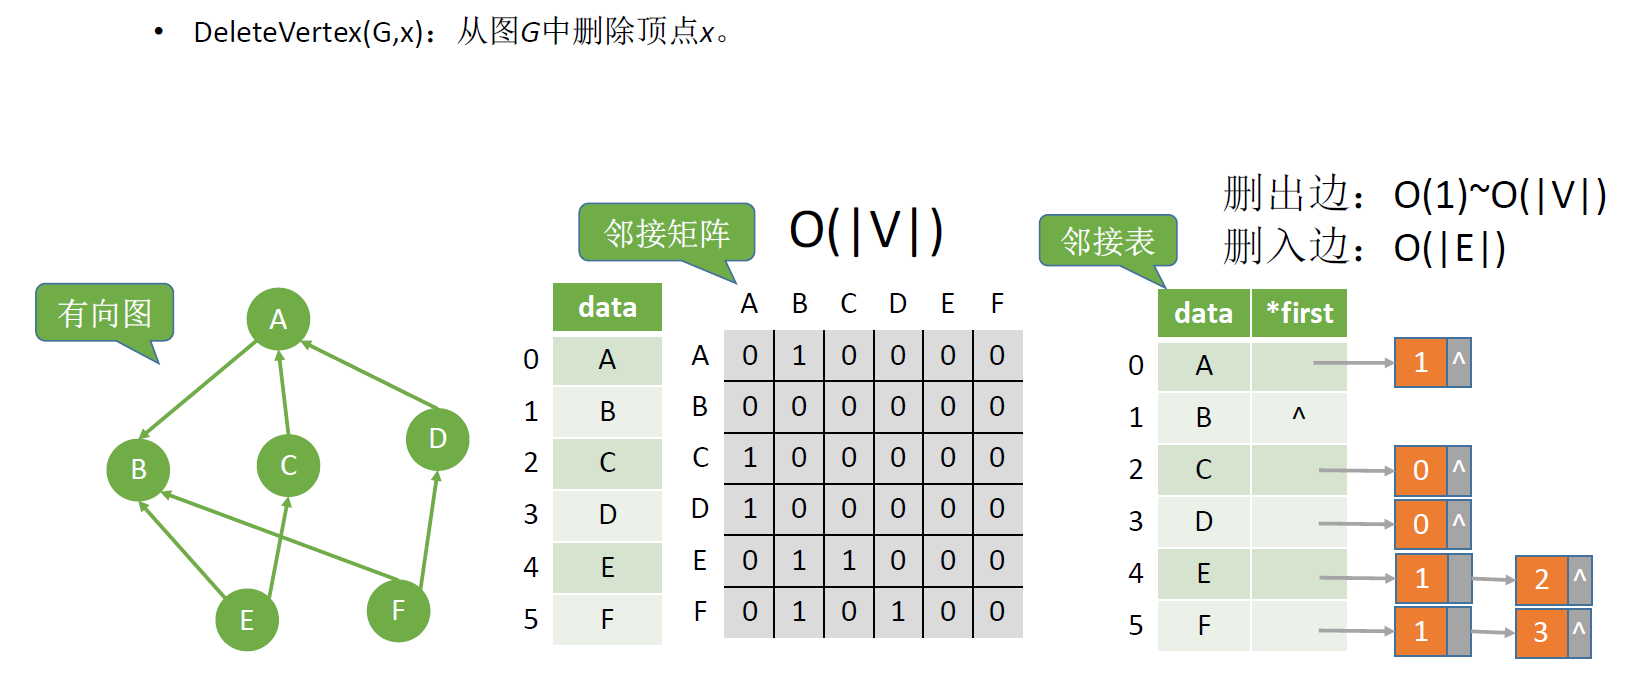 • DeleteVertex(G,x)：从图G中删除顶点x。
删出边：O(1)~O(|V|)
删入边：O(|E|)
邻接矩阵 O(|V|)
邻接表
有向图
A
B
C
D
E
F
data
0 A
1 B
2 C
3 D
4 E
5 F
A B C D E F
A 0 1 0 0 0 0
B 0 0 0 0 0 0
C 1 0 0 0 0 0
D 1 0 0 0 0 0
E 0 1 1 0 0 0
F 0 1 0 1 0 0
data *first
0 A 1 ^
1 B ^
2 C 0 ^
3 D 0 ^
4 E 1 2 ^
5 F 1 3 ^